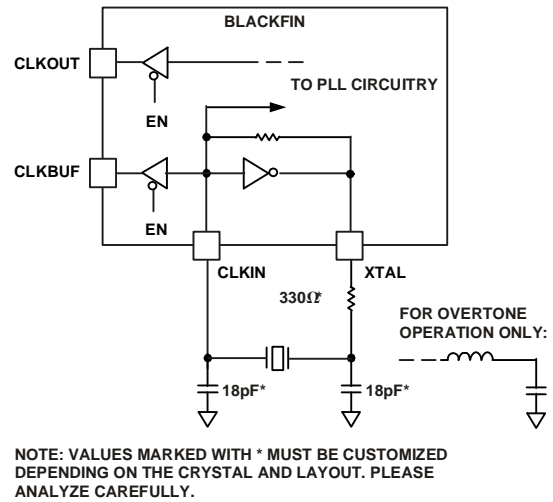 BLACKFIN
CLKOUT
TO PLL CIRCUITRY
EN
CLKBUF
EN
CLKIN
XTAL
330Ω*
FOR OVERTONE
OPERATION ONLY:
18pF*
18pF*
NOTE: VALUES MARKED WITH * MUST BE CUSTOMIZED
DEPENDING ON THE CRYSTAL AND LAYOUT. PLEASE
ANALYZE CAREFULLY.